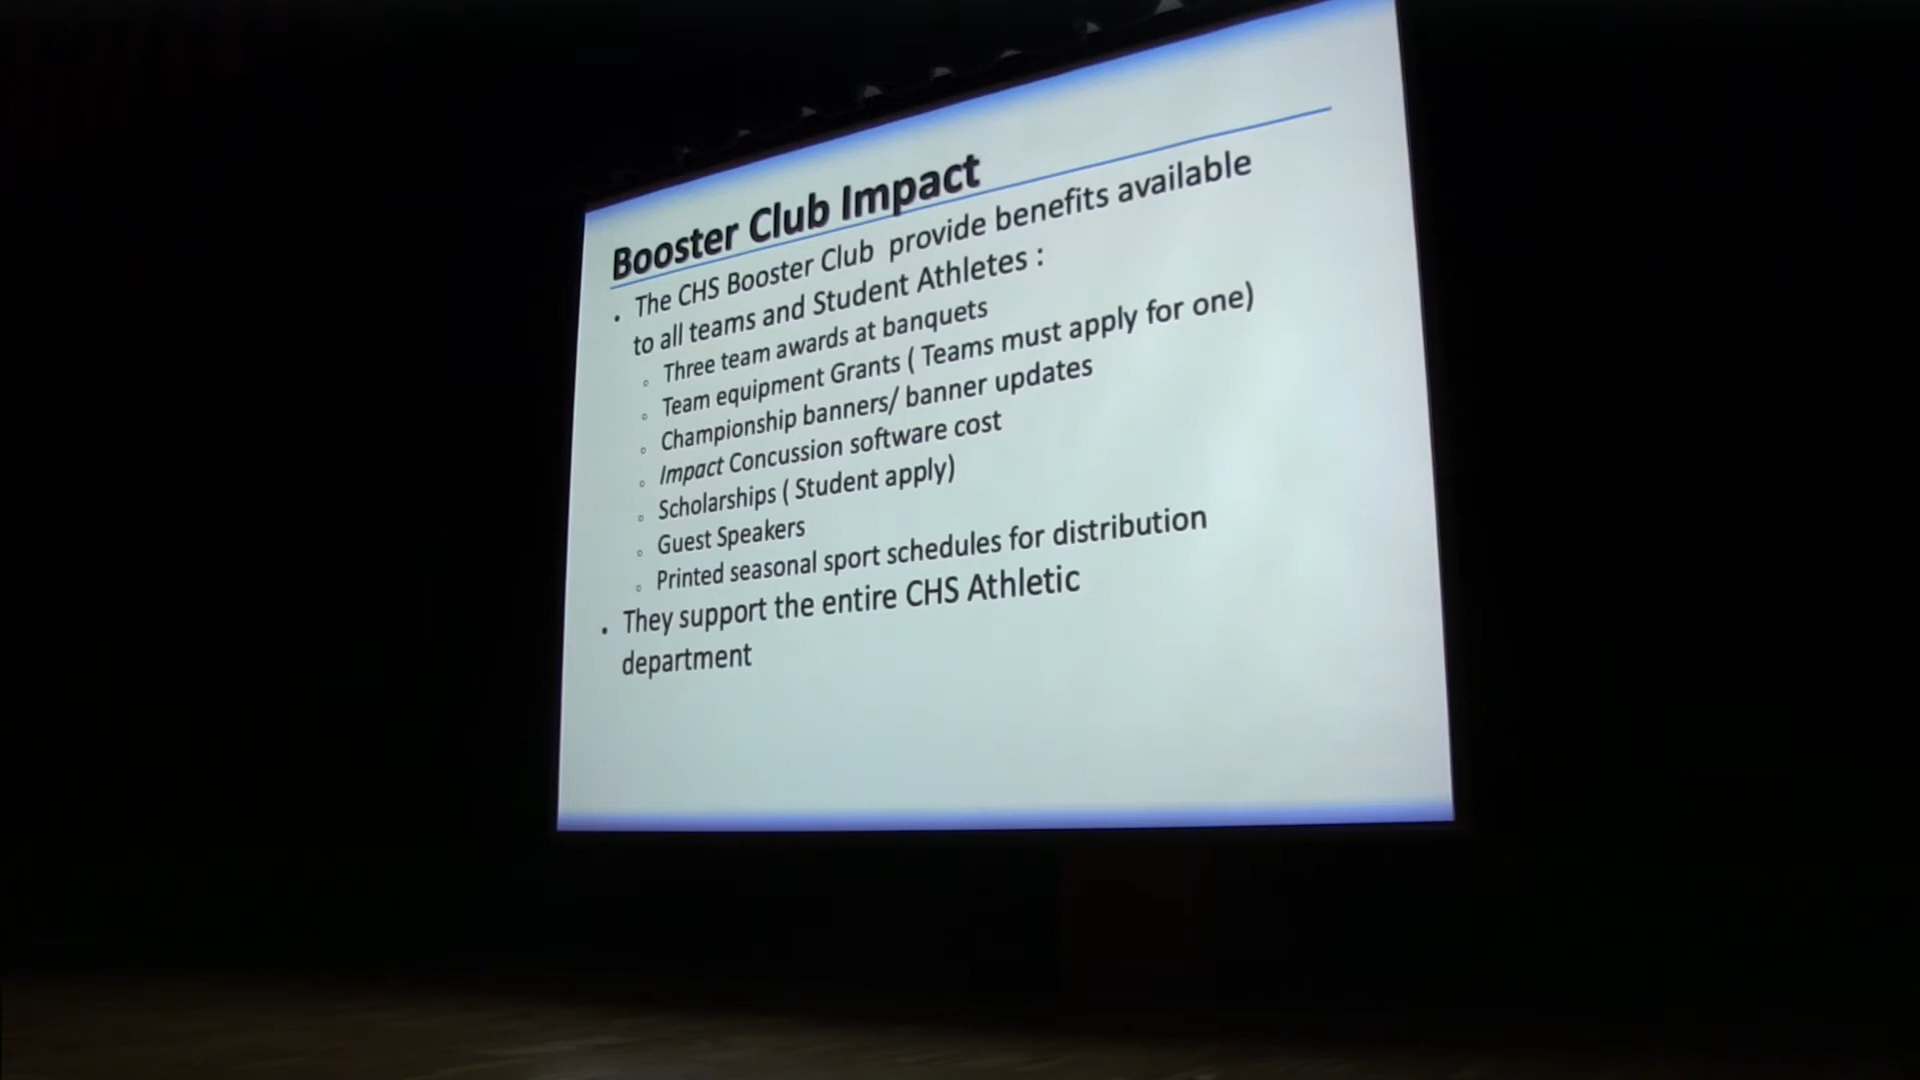 Booster Club Impact
• The CHS Booster Club provide benefits available
to all teams and Student Athletes :
◦ Three team awards at banquets
◦ Team equipment Grants ( Teams must apply for one)
◦ Championship banners/ banner updates
◦ Impact Concussion software cost
◦ Scholarships ( Student apply)
◦ Guest Speakers
◦ Printed seasonal sport schedules for distribution
• They support the entire CHS Athletic
department